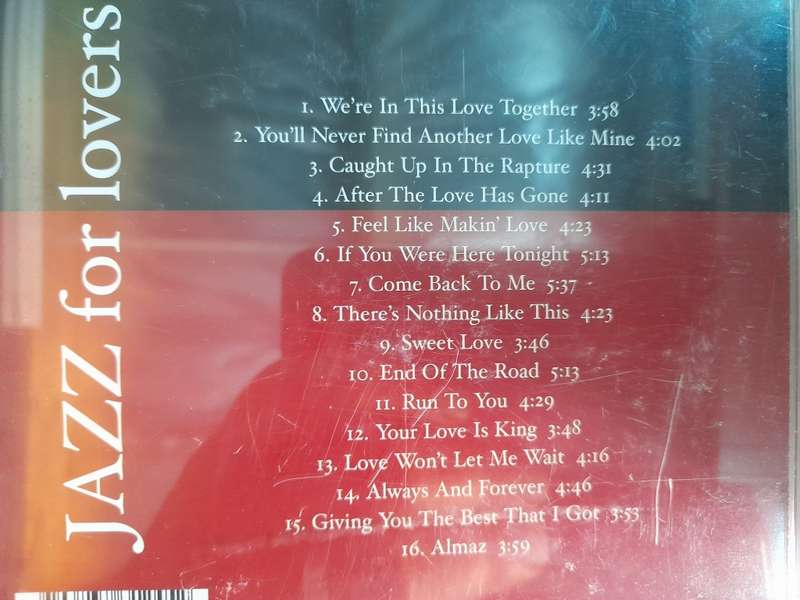 JAZZ for lovers
1. We're In This Love Together 3:58
2. You'll Never Find Another Love Like Mine 4:02
3. Caught Up In The Rapture 4:31
4. After The Love Has Gone 4:11
5. Feel Like Makin' Love 4:23
6. If You Were Here Tonight 5:13
7. Come Back To Me 5:37
8. There's Nothing Like This 4:23
9. Sweet Love 3:46
10. End Of The Road 5:13
11. Run To You 4:29
12. Your Love Is King 3:48
13. Love Won't Let Me Wait 4:16
14. Always And Forever 4:46
15. Giving You The Best That I Got 3:53
16. Almaz 3:59